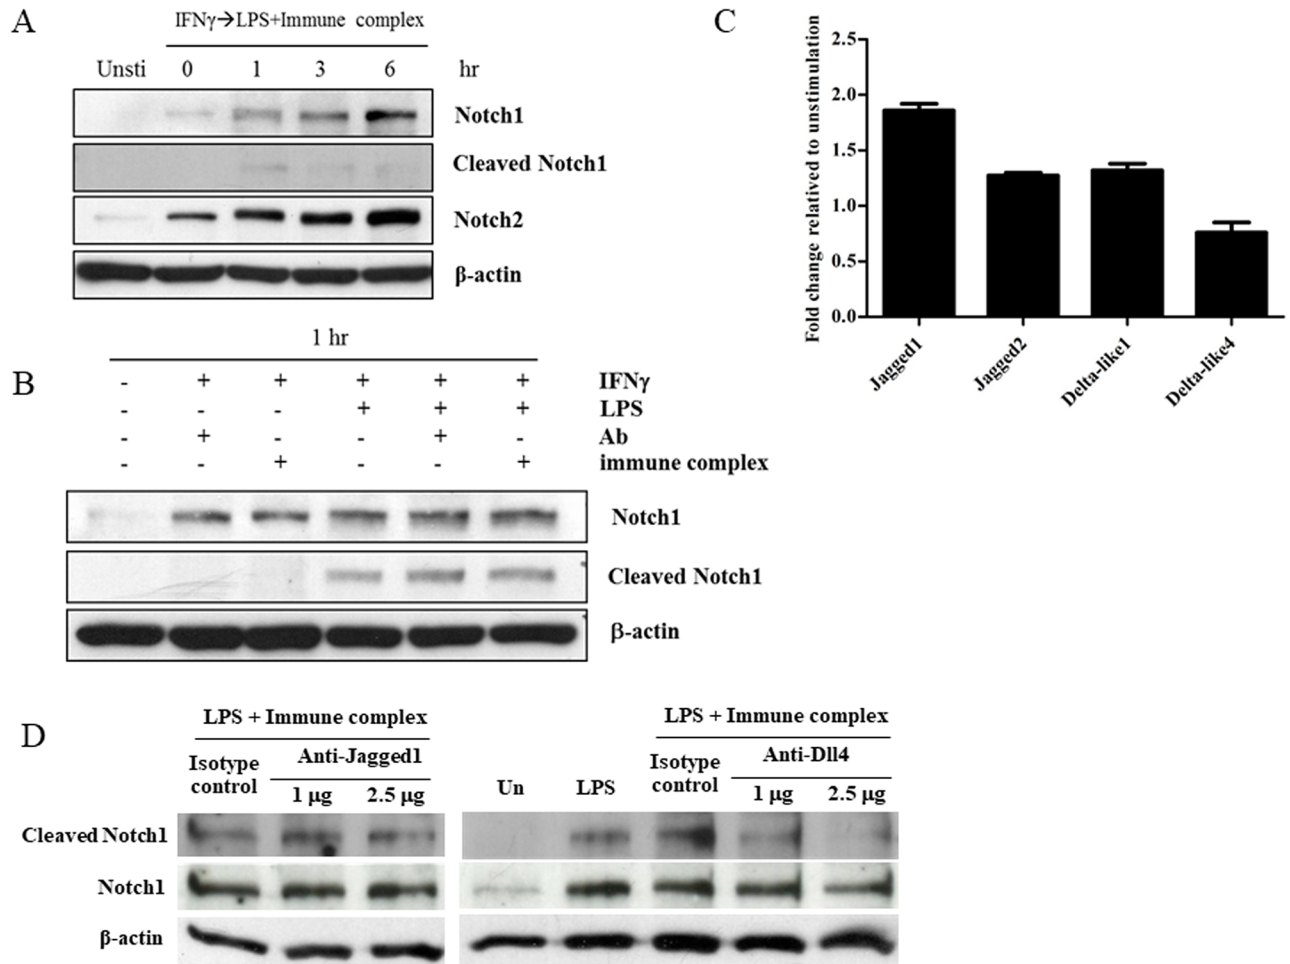 A
IFNγ→LPS+Immune complex
Unsti 0 1 3 6 hr
Notch1
Cleaved Notch1
Notch2
β-actin
B
1 hr
- + + + + + IFNγ
- - - + + + LPS
- + - - + - Ab
- - + - - + immune complex
Notch1
Cleaved Notch1
β-actin
C
Fold change relatived to unstimulation
2.5
2.0
1.5
1.0
0.5
0.0
Jagged1
Jagged2
Delta-like1
Delta-like4
D
LPS + Immune complex
Isotype control
Anti-Jagged1
1 μg 2.5 μg
Un LPS
LPS + Immune complex
Isotype control
Anti-Dll4
1 μg 2.5 μg
Cleaved Notch1
Notch1
β-actin